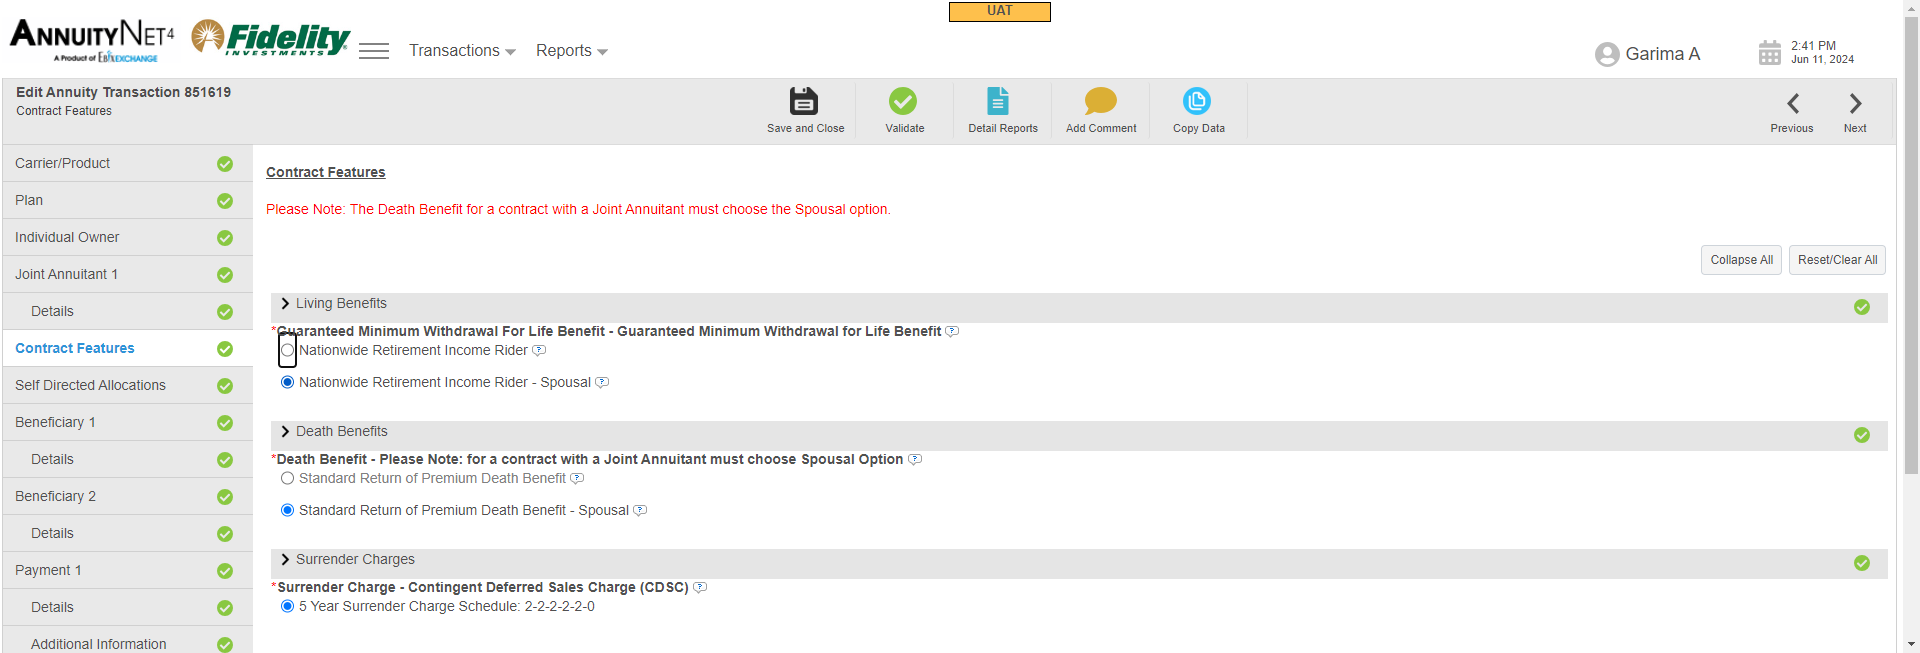 UAT
ANNUITYNET4
A Product of EbixEXCHANGE
Fidelity
INVESTMENTS
Transactions
Reports
Garima A
2:41 PM
Jun 11, 2024
Edit Annuity Transaction 851619
Contract Features
Save and Close
Validate
Detail Reports
Add Comment
Copy Data
Previous
Next
Carrier/Product
Plan
Individual Owner
Joint Annuitant 1
Details
Contract Features
Self Directed Allocations
Beneficiary 1
Details
Beneficiary 2
Details
Payment 1
Details
Additional Information
Contract Features
Please Note: The Death Benefit for a contract with a Joint Annuitant must choose the Spousal option.
Collapse All
Reset/Clear All
Living Benefits
*Guaranteed Minimum Withdrawal For Life Benefit - Guaranteed Minimum Withdrawal for Life Benefit
Nationwide Retirement Income Rider
Nationwide Retirement Income Rider - Spousal
Death Benefits
*Death Benefit - Please Note: for a contract with a Joint Annuitant must choose Spousal Option
Standard Return of Premium Death Benefit
Standard Return of Premium Death Benefit - Spousal
Surrender Charges
*Surrender Charge - Contingent Deferred Sales Charge (CDSC)
5 Year Surrender Charge Schedule: 2-2-2-2-2-0